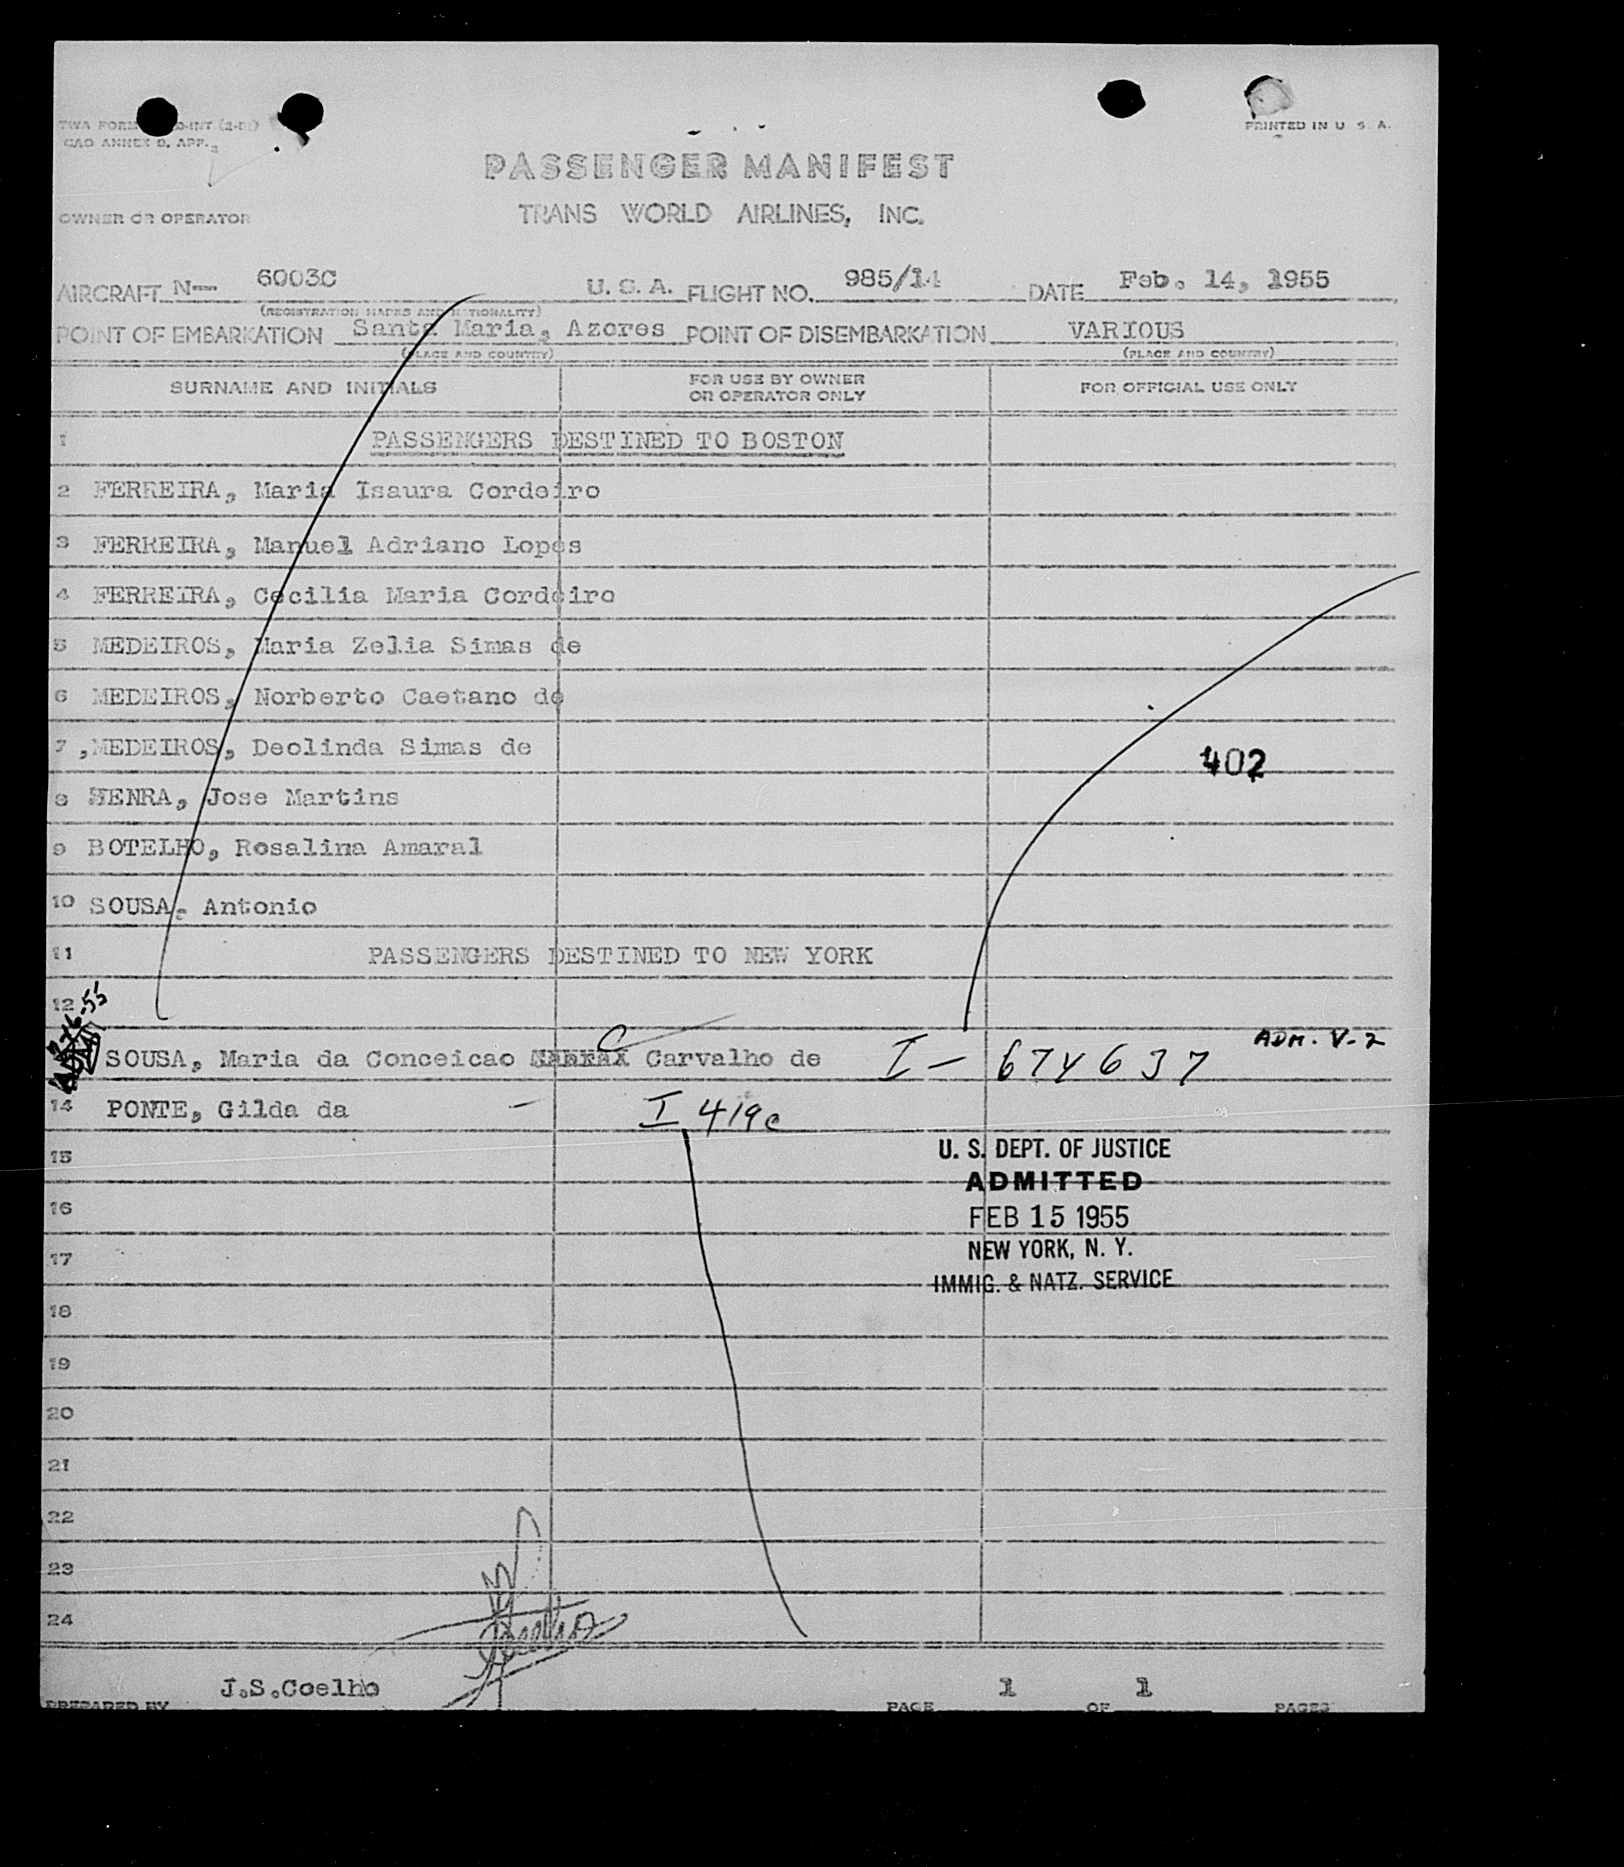 PRINTED IN U. S. A.
PASSENGER MANIFEST
OWNER OR OPERATOR
TRANS WORLD AIRLINES, INC.
AIRCRAFT N— 6003C U. S. A. FLIGHT NO. 985/14 DATE Feb. 14, 1955
(REGISTRATION MARKS AND NATIONALITY)
POINT OF EMBARKATION Santa Maria, Azores POINT OF DISEMBARKATION VARIOUS
(PLACE AND COUNTRY) (PLACE AND COUNTRY)
SURNAME AND INITIALS FOR USE BY OWNER OR OPERATOR ONLY FOR OFFICIAL USE ONLY
1 PASSENGERS DESTINED TO BOSTON
2 FERREIRA, Maria Isaura Cordeiro
3 FERREIRA, Manuel Adriano Lopes
4 FERREIRA, Cecilia Maria Cordeiro
5 MEDEIROS, Maria Zelia Simas de
6 MEDEIROS, Norberto Caetano de
7 ,MEDEIROS, Deolinda Simas de
402
8 Jose Martins
9 BOTELHO, Rosalina Amaral
10 SOUSA, Antonio
11 PASSENGERS DESTINED TO NEW YORK
12
SOUSA, Maria da Conceicao Carvalho de I - 674637 ADM. V-2
14 PONTE, Gilda da - I 419c
15
U. S. DEPT. OF JUSTICE
ADMITTED
16
FEB 15 1955
17
NEW YORK, N. Y.
IMMIG. & NATZ. SERVICE
18
19
20
21
22
23
24
J.S.Coelho 1 1
PREPARED BY PAGE OF PAGES